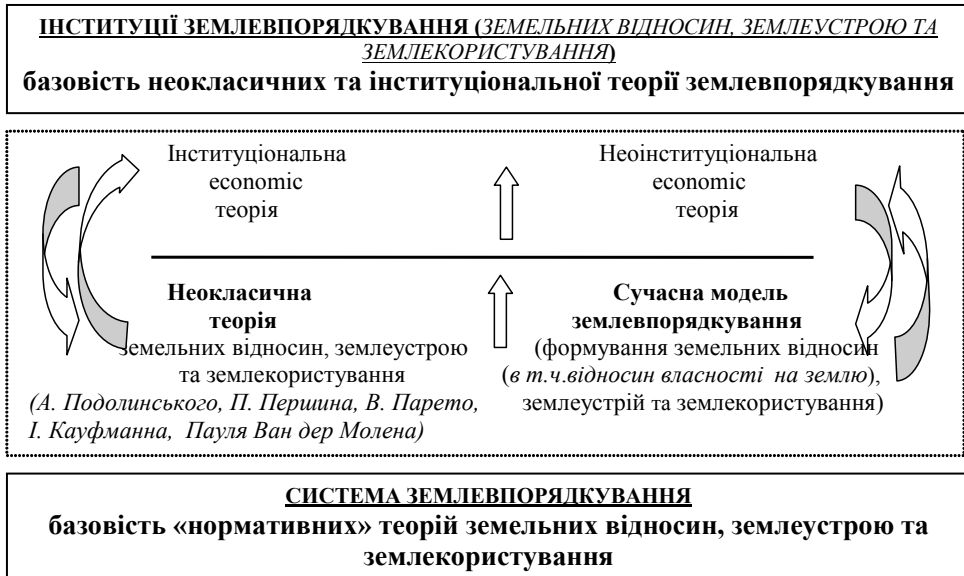 ІНСТИТУЦІЇ ЗЕМЛЕВПОРЯДКУВАННЯ (ЗЕМЕЛЬНИХ ВІДНОСИН, ЗЕМЛЕУСТРОЮ ТА
ЗЕМЛЕКОРИСТУВАННЯ)
базовість неокласичних та інституціональної теорії землевпорядкування
Інституціональна
economic
теорія
Неоінституціональна
economic
теорія
Неокласична
теорія
земельних відносин, землеустрою
та землекористування
(А. Подолинського, П. Першина, В. Парето,
І. Кауфманна, Пауля Ван дер Молена)
Сучасна модель
землевпорядкування
(формування земельних відносин
(в т.ч.відносин власності на землю),
землеустрій та землекористування)
СИСТЕМА ЗЕМЛЕВПОРЯДКУВАННЯ
базовість «нормативних» теорій земельних відносин, землеустрою та
землекористування